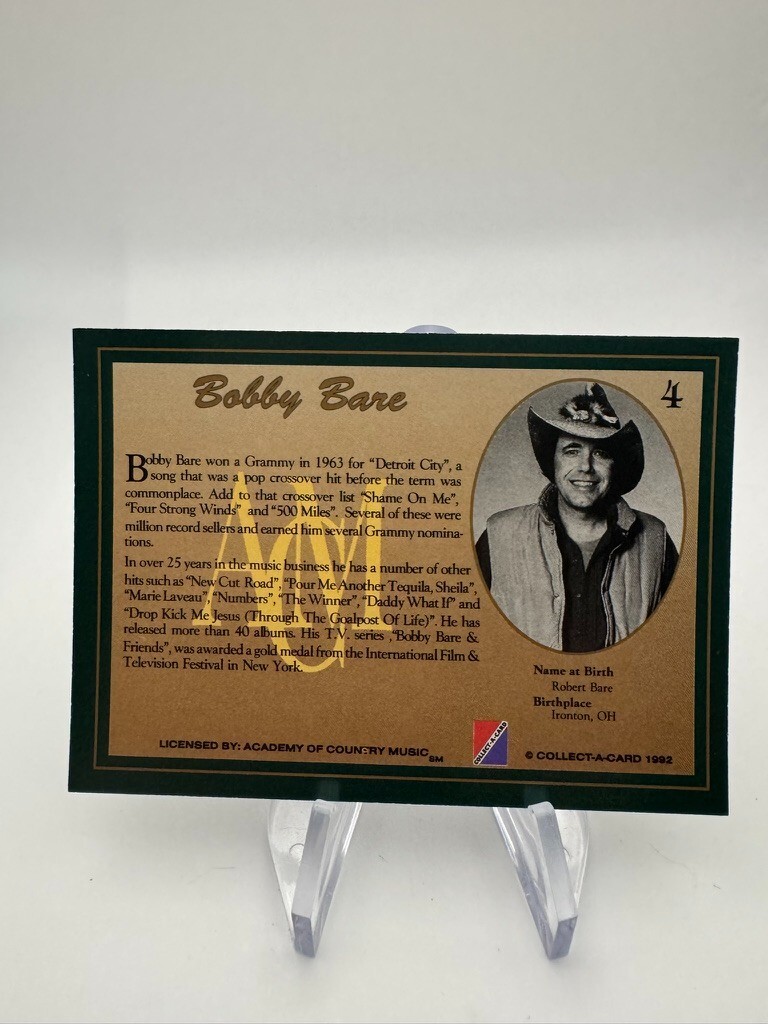 Bobby Bare
4
Bobby Bare won a Grammy in 1963 for "Detroit City", a
song that was a pop crossover hit before the term was
commonplace. Add to that crossover list "Shame On Me",
"Four Strong Winds" and "500 Miles". Several of these were
million record sellers and earned him several Grammy nomina-
tions.
In over 25 years in the music business he has a number of other
hits such as "New Cut Road", "Pour Me Another Tequila, Sheila",
"Marie Laveau", "Numbers", "The Winner", "Daddy What If" and
"Drop Kick Me Jesus (Through The Goalpost Of Life)". He has
released more than 40 albums. His T.V. series ,"Bobby Bare &
Friends", was awarded a gold medal from the International Film &
Television Festival in New York.
ACM
Name at Birth
Robert Bare
Birthplace
Ironton, OH
LICENSED BY: ACADEMY OF COUNTRY MUSIC SM
COLLECT-A-CARD
© COLLECT-A-CARD 1992